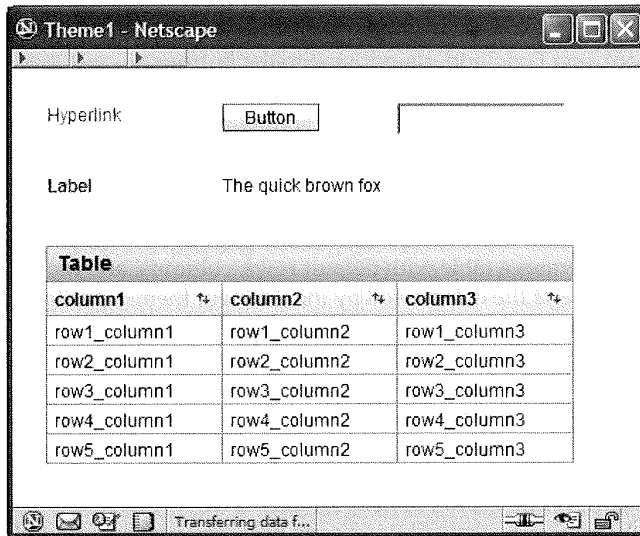 Theme1 - Netscape
Hyperlink Button
Label The quick brown fox
Table
column1 column2 column3
row1_column1 row1_column2 row1_column3
row2_column1 row2_column2 row2_column3
row3_column1 row3_column2 row3_column3
row4_column1 row4_column2 row4_column3
row5_column1 row5_column2 row5_column3
Transferring data f...